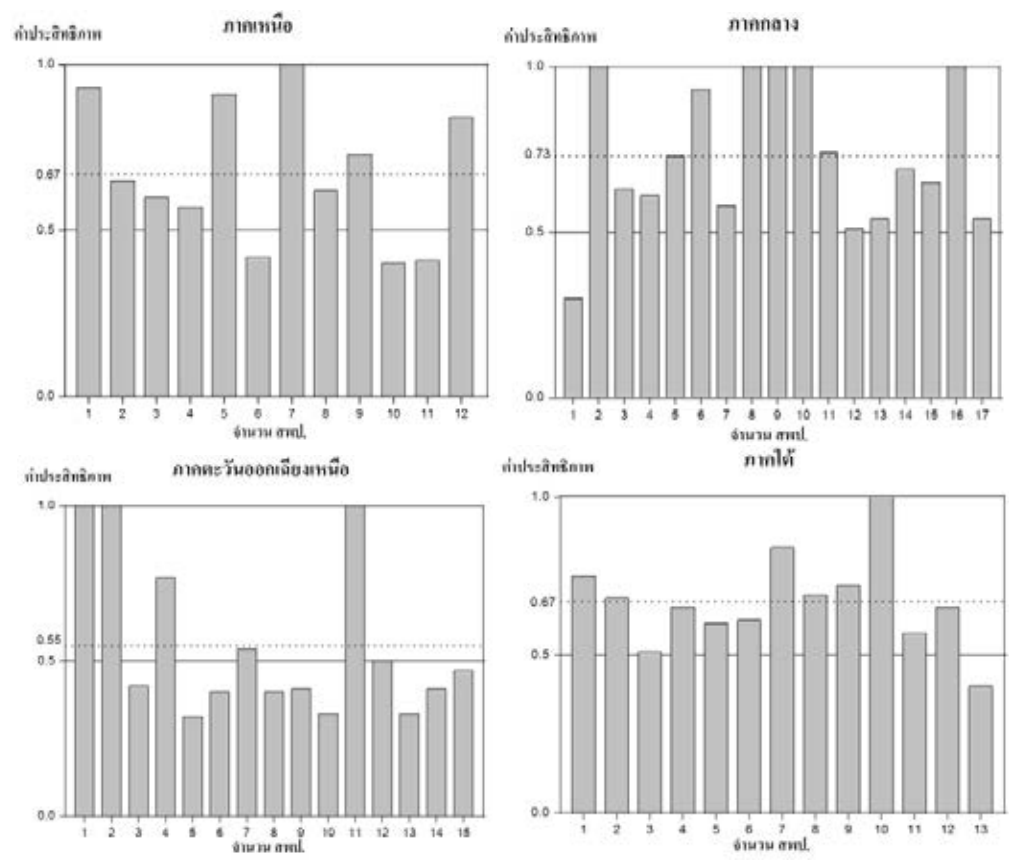 ภาคเหนือ
ค่าประสิทธิภาพ
1.0
0.67
0.5
0.0
1 2 3 4 5 6 7 8 9 10 11 12
จำนวน สพป.
ภาคกลาง
ค่าประสิทธิภาพ
1.0
0.73
0.5
0.0
1 2 3 4 5 6 7 8 9 10 11 12 13 14 15 16 17
จำนวน สพป.
ภาคตะวันออกเฉียงเหนือ
ค่าประสิทธิภาพ
1.0
0.55
0.5
0.0
1 2 3 4 5 6 7 8 9 10 11 12 13 14 15
จำนวน สพป.
ภาคใต้
ค่าประสิทธิภาพ
1.0
0.67
0.5
0.0
1 2 3 4 5 6 7 8 9 10 11 12 13
จำนวน สพป.